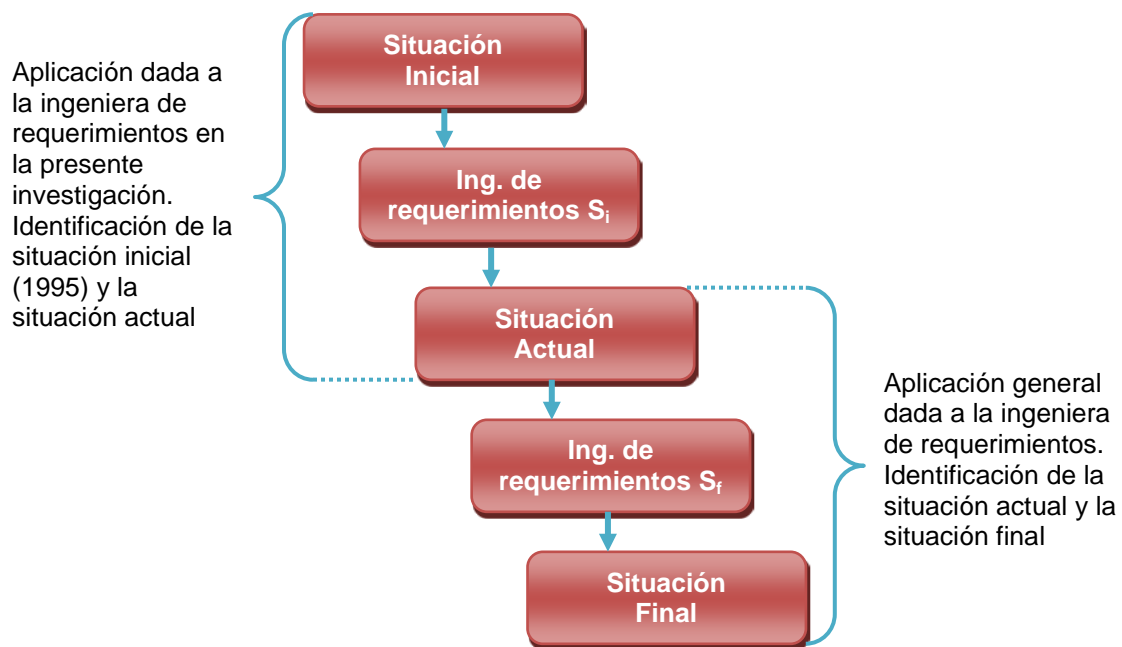 Situación
Inicial
Aplicación dada a
la ingeniera de
requerimientos en
la presente
investigación.
Identificación de la
situación inicial
(1995) y la
situación actual
Ing. de
requerimientos Si
Situación
Actual
Ing. de
requerimientos Sf
Situación
Final
Aplicación general
dada a la ingeniera
de requerimientos.
Identificación de la
situación actual y la
situación final